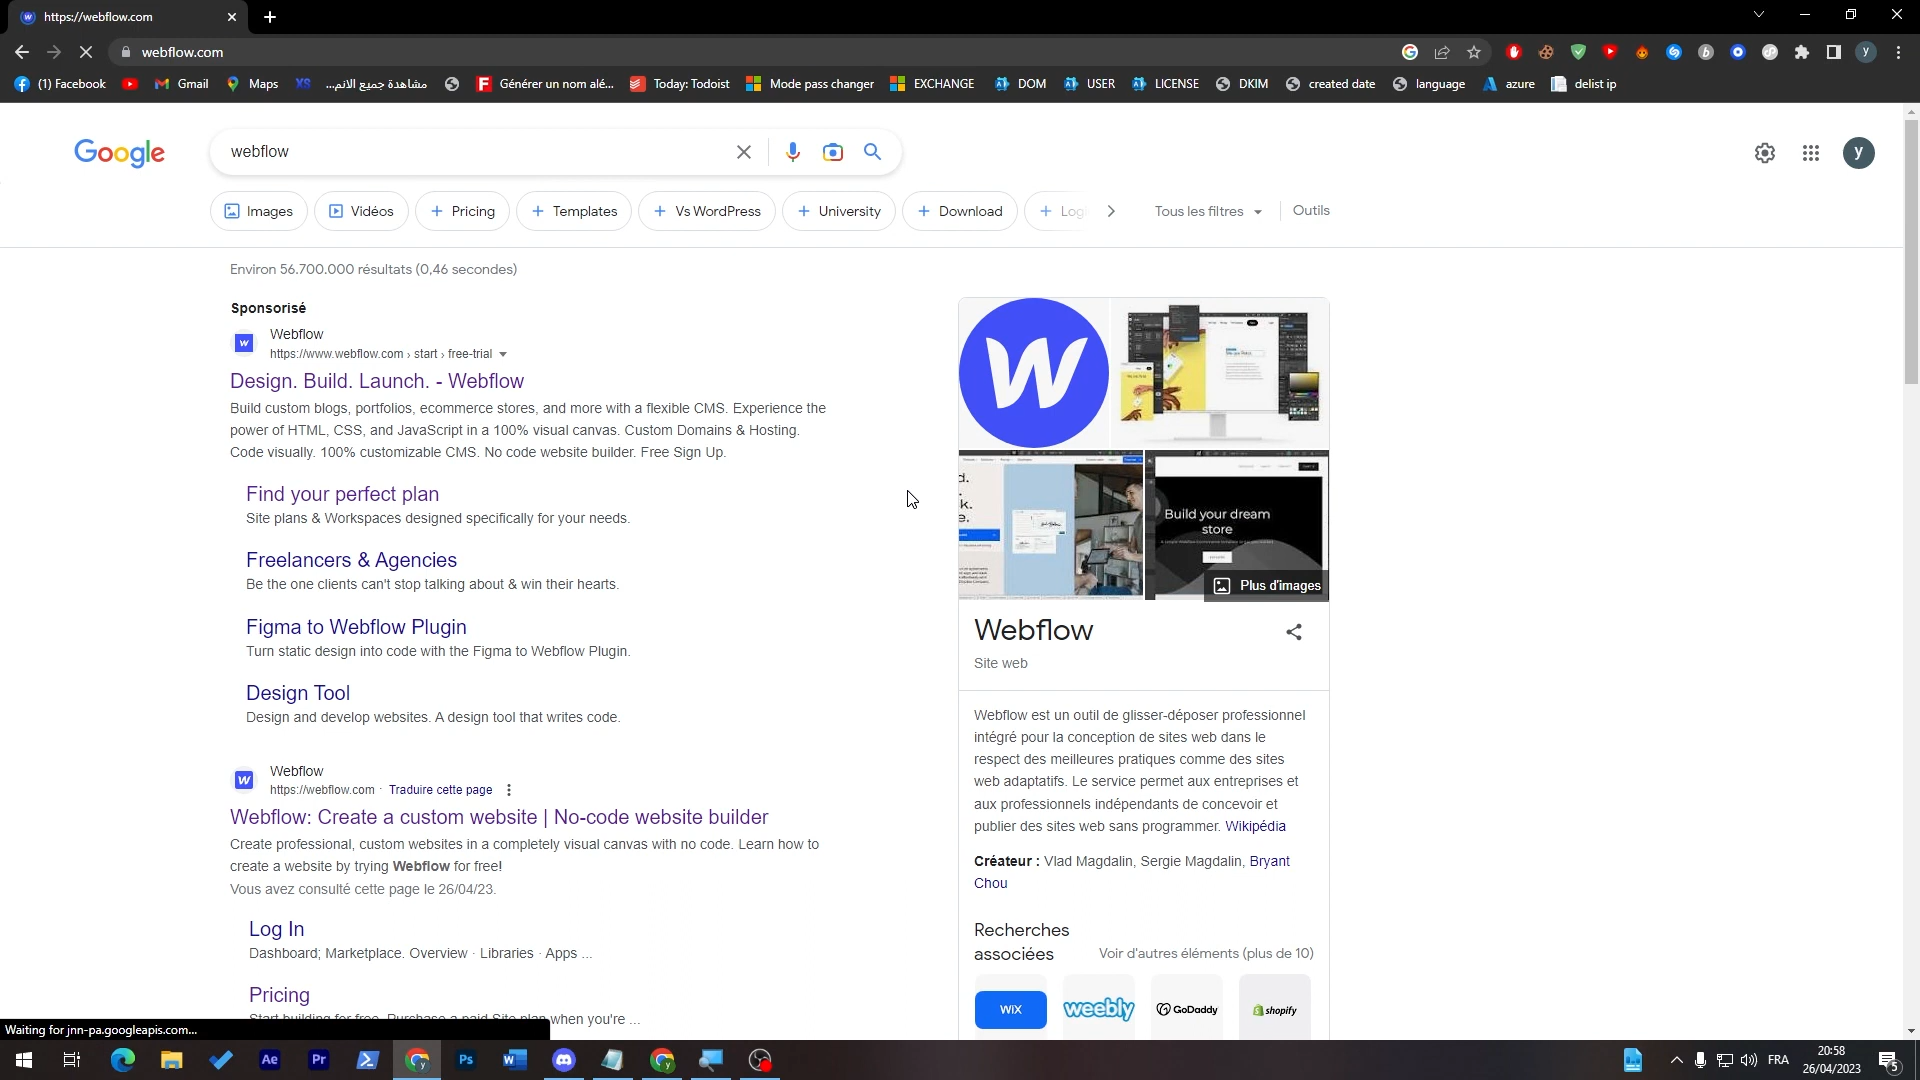 https://webflow.com
webflow.com
(1) Facebook
Gmail
Maps
مشاهدة جميع الانم...
Générer un nom alé...
Today: Todoist
Mode pass changer
EXCHANGE
DOM
USER
LICENSE
DKIM
created date
language
azure
delist ip
Google
webflow
y
Images
Vidéos
Pricing
Templates
Vs WordPress
University
Download
Tous les filtres
Outils
Environ 56.700.000 résultats (0,46 secondes)
Sponsorisé
Webflow
https://www.webflow.com › start › free-trial
Design. Build. Launch. - Webflow
Build custom blogs, portfolios, ecommerce stores, and more with a flexible CMS. Experience the
power of HTML, CSS, and JavaScript in a 100% visual canvas. Custom Domains & Hosting.
Code visually. 100% customizable CMS. No code website builder. Free Sign Up.
Find your perfect plan
Site plans & Workspaces designed specifically for your needs.
Freelancers & Agencies
Be the one clients can't stop talking about & win their hearts.
Figma to Webflow Plugin
Turn static design into code with the Figma to Webflow Plugin.
Design Tool
Design and develop websites. A design tool that writes code.
Webflow
https://webflow.com · Traduire cette page
Webflow: Create a custom website | No-code website builder
Create professional, custom websites in a completely visual canvas with no code. Learn how to
create a website by trying Webflow for free!
Vous avez consulté cette page le 26/04/23.
Log In
Dashboard; Marketplace. Overview · Libraries · Apps ...
Pricing
Start building for free. Purchase a paid Site plan when you're ...
Build your dream
store
Plus d'images
Webflow
Site web
Webflow est un outil de glisser-déposer professionnel
intégré pour la conception de sites web dans le
respect des meilleures pratiques comme des sites
web adaptatifs. Le service permet aux entreprises et
aux professionnels indépendants de concevoir et
publier des sites web sans programmer. Wikipédia
Créateur : Vlad Magdalin, Sergie Magdalin, Bryant
Chou
Recherches
associées
Voir d'autres éléments (plus de 10)
WIX
weebly
GoDaddy
shopify
Waiting for jnn-pa.googleapis.com...
Ae
Pr
Ps
FRA
20:58
26/04/2023
5